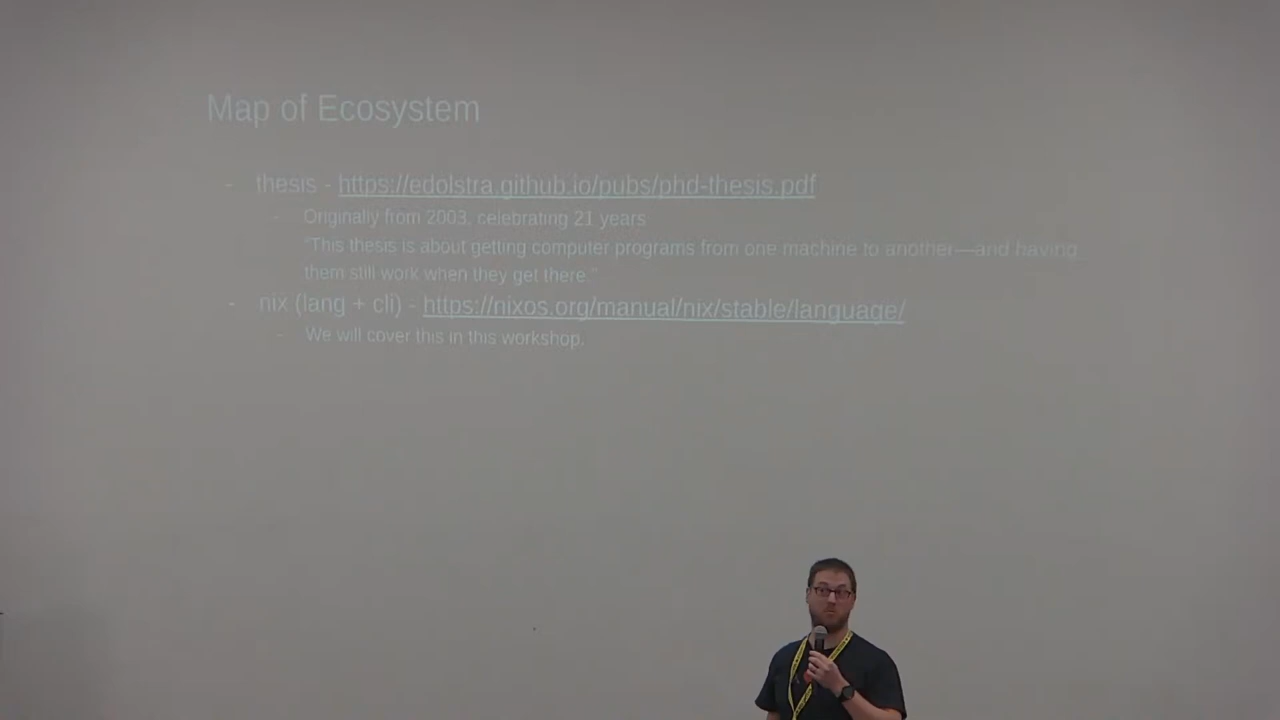 Map of Ecosystem
- thesis - https://edolstra.github.io/pubs/phd-thesis.pdf
- Originally from 2003, celebrating 21 years
"This thesis is about getting computer programs from one machine to another—and having
them still work when they get there."
- nix (lang + cli) - https://nixos.org/manual/nix/stable/language/
- We will cover this in this workshop.